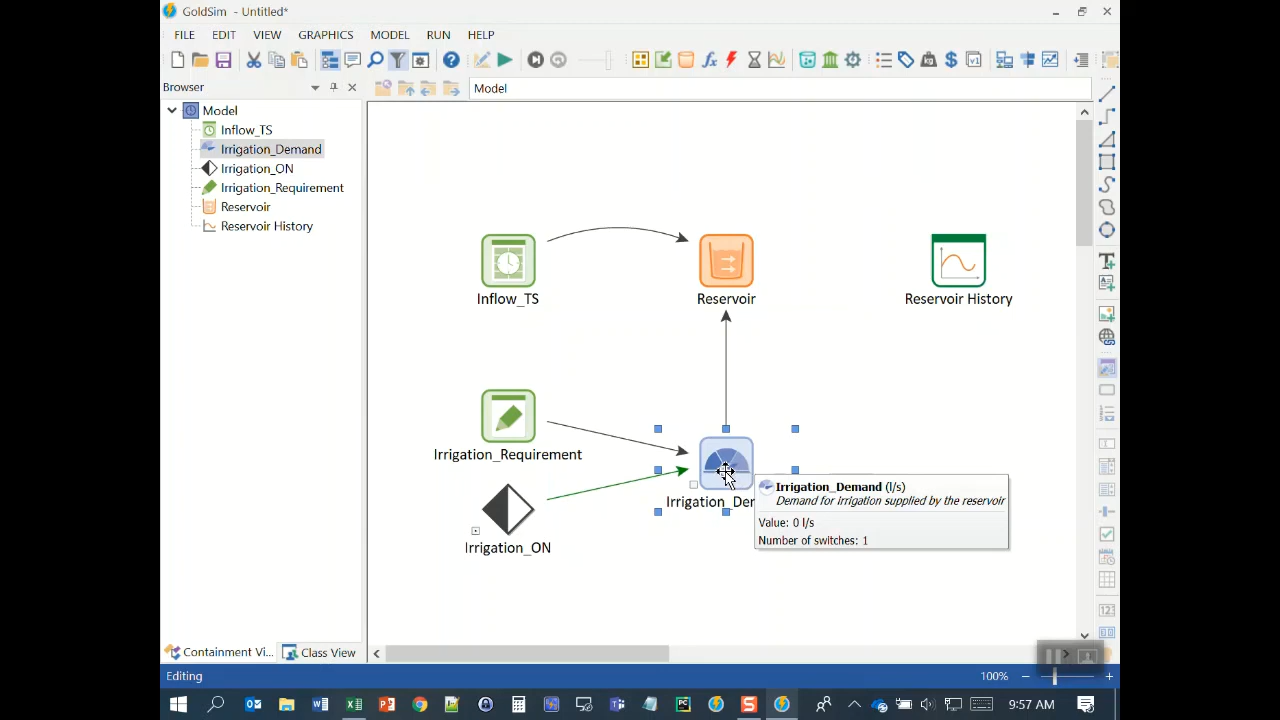 GoldSim - Untitled*
FILE EDIT VIEW GRAPHICS MODEL RUN HELP
Browser
Model
Model
Inflow_TS
Irrigation_Demand
Irrigation_ON
Irrigation_Requirement
Reservoir
Reservoir History
Inflow_TS
Reservoir
Reservoir History
Irrigation_Requirement
Irrigation_Der
Irrigation_Demand (l/s)
Demand for Irrigation supplied by the reservoir
Value: 0 l/s
Number of switches: 1
Irrigation_ON
Containment Vi...
Class View
Editing
100%
9:57 AM